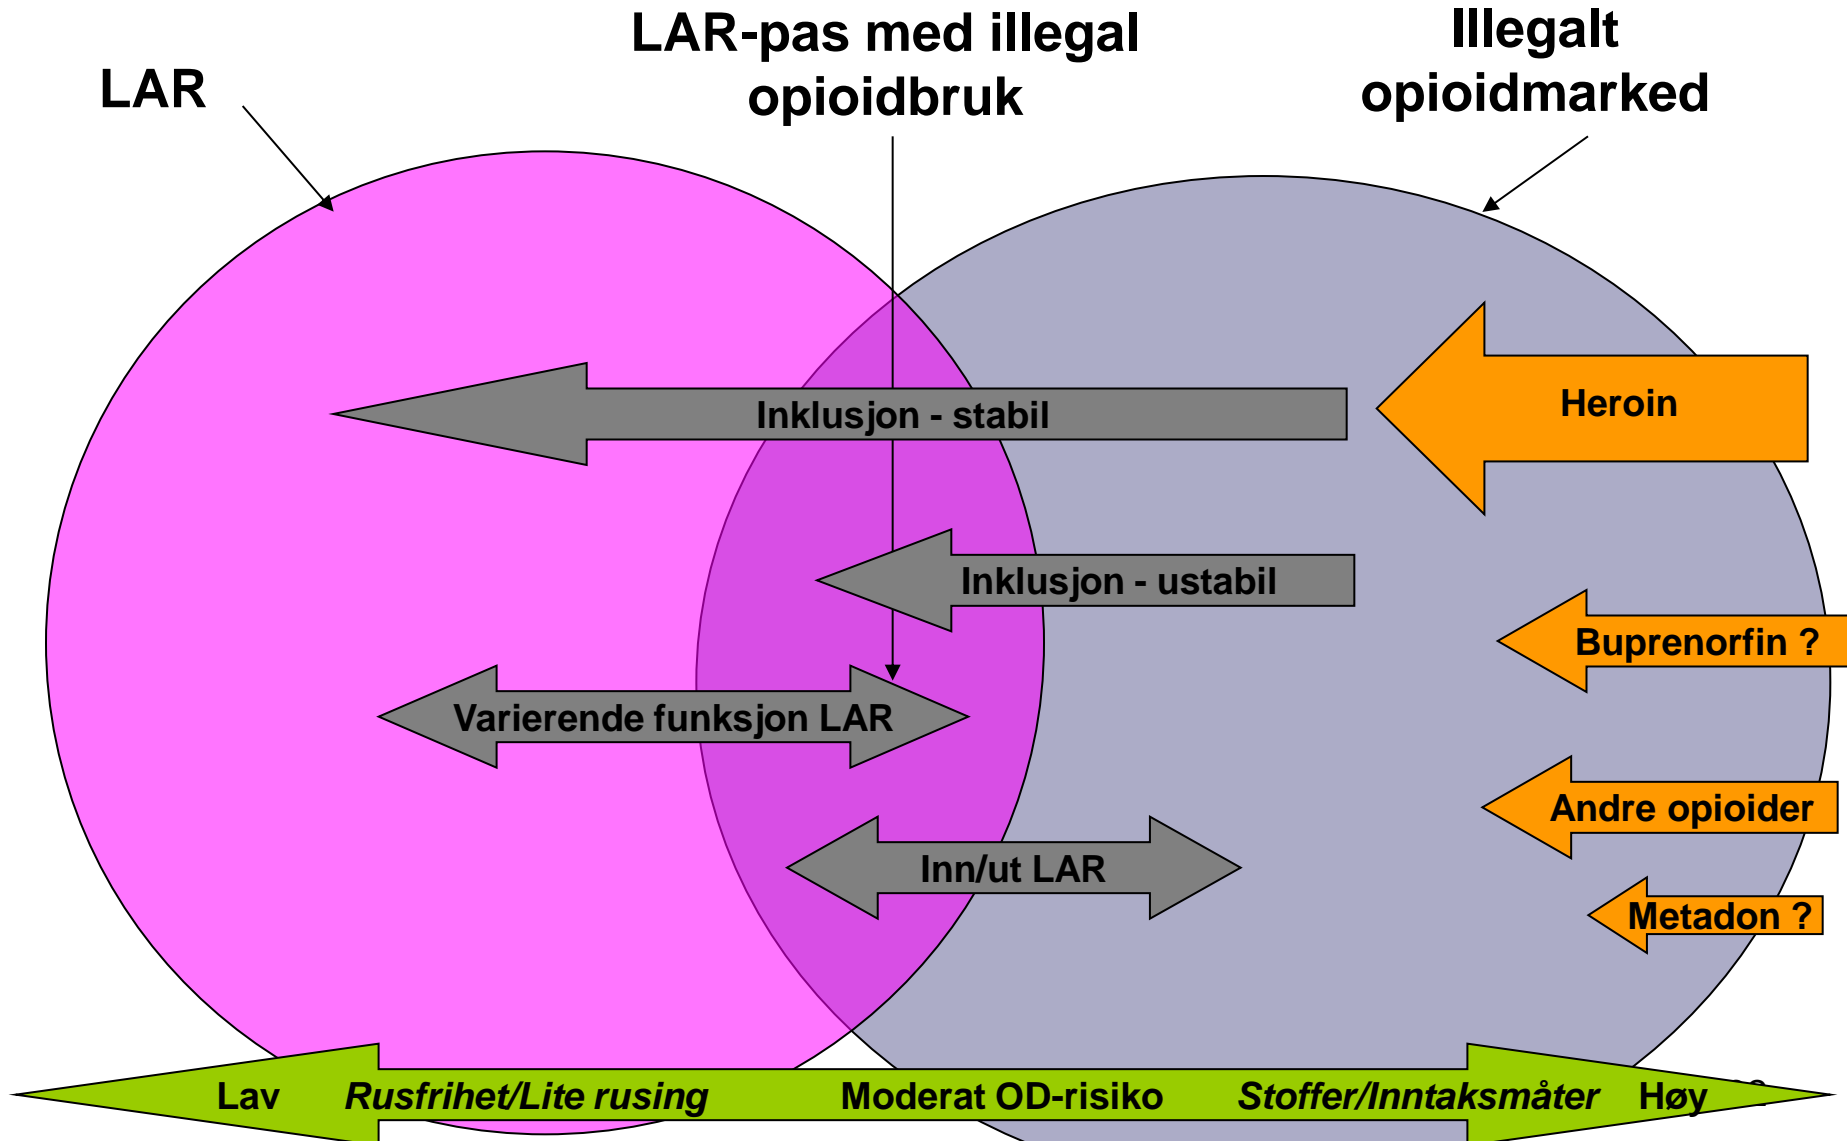 LAR
LAR-pas med illegal
opioidbruk
Illegalt
opioidmarked
Inklusjon - stabil
Heroin
Inklusjon - ustabil
Buprenorfin ?
Varierende funksjon LAR
Andre opioider
Inn/ut LAR
Metadon ?
Lav Rusfrihet/Lite rusing Moderat OD-risiko Stoffer/Inntaksmåter Høy